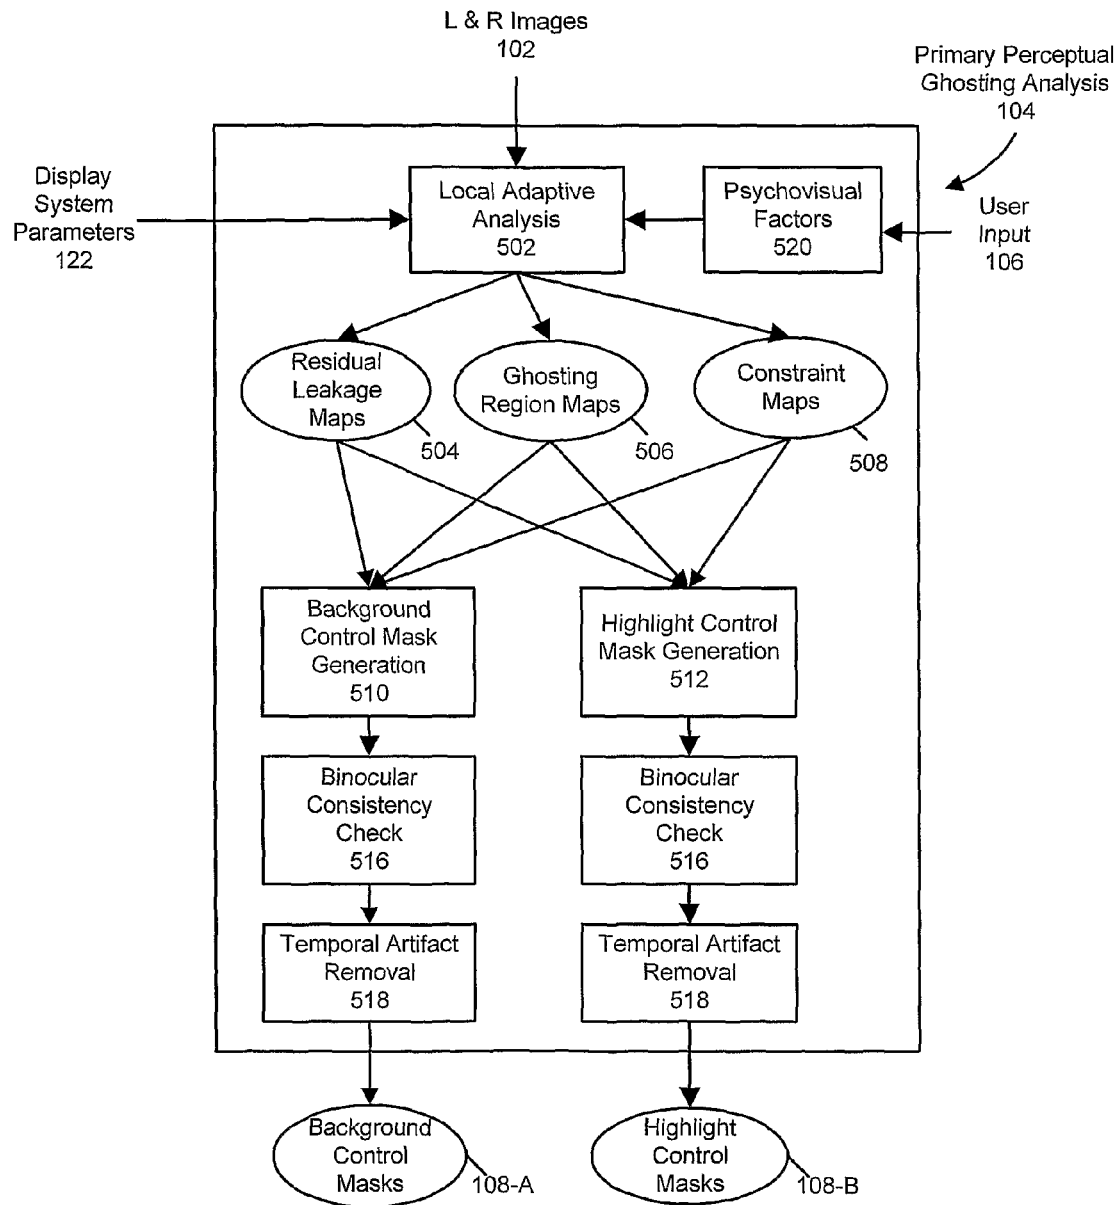 L & R Images
102
Primary Perceptual
Ghosting Analysis
104
Display
System
Parameters
122
Local Adaptive
Analysis
502
Psychovisual
Factors
520
User
Input
106
Residual
Leakage
Maps
504
Ghosting
Region Maps
506
Constraint
Maps
508
Background
Control Mask
Generation
510
Highlight Control
Mask Generation
512
Binocular
Consistency
Check
516
Binocular
Consistency
Check
516
Temporal Artifact
Removal
518
Temporal Artifact
Removal
518
Background
Control
Masks
108-A
Highlight
Control
Masks
108-B